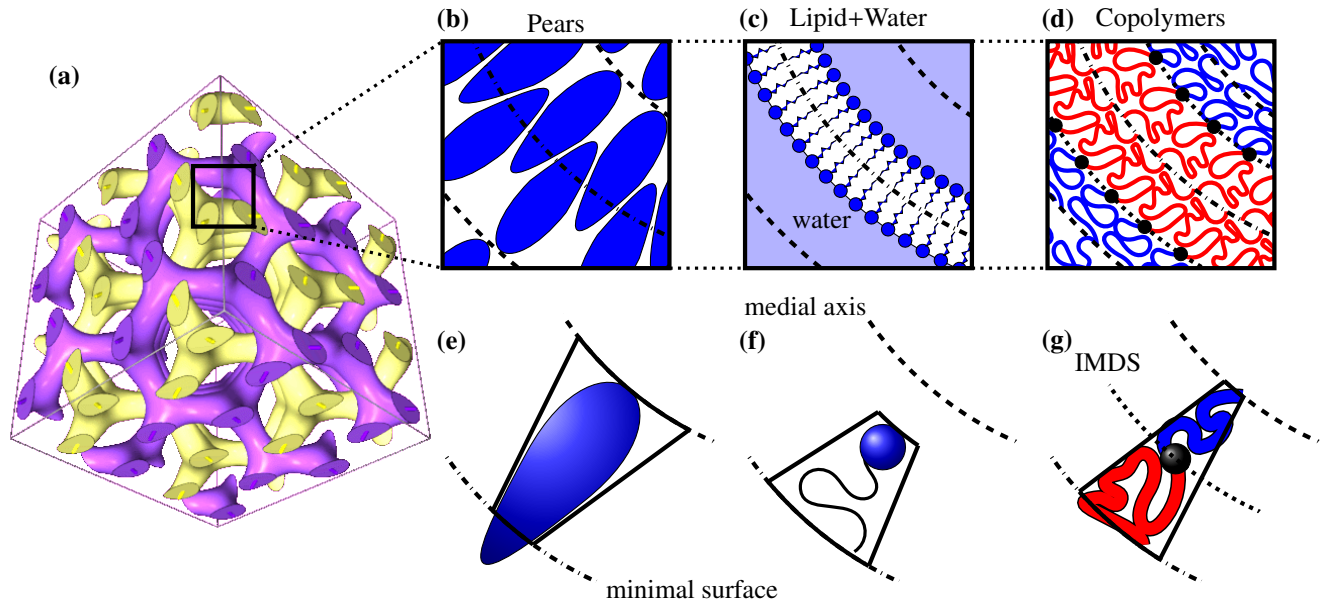 (a)
(b)
Pears
(c)
Lipid+Water
(d)
Copolymers
water
medial axis
(e)
(f)
(g)
IMDS
minimal surface